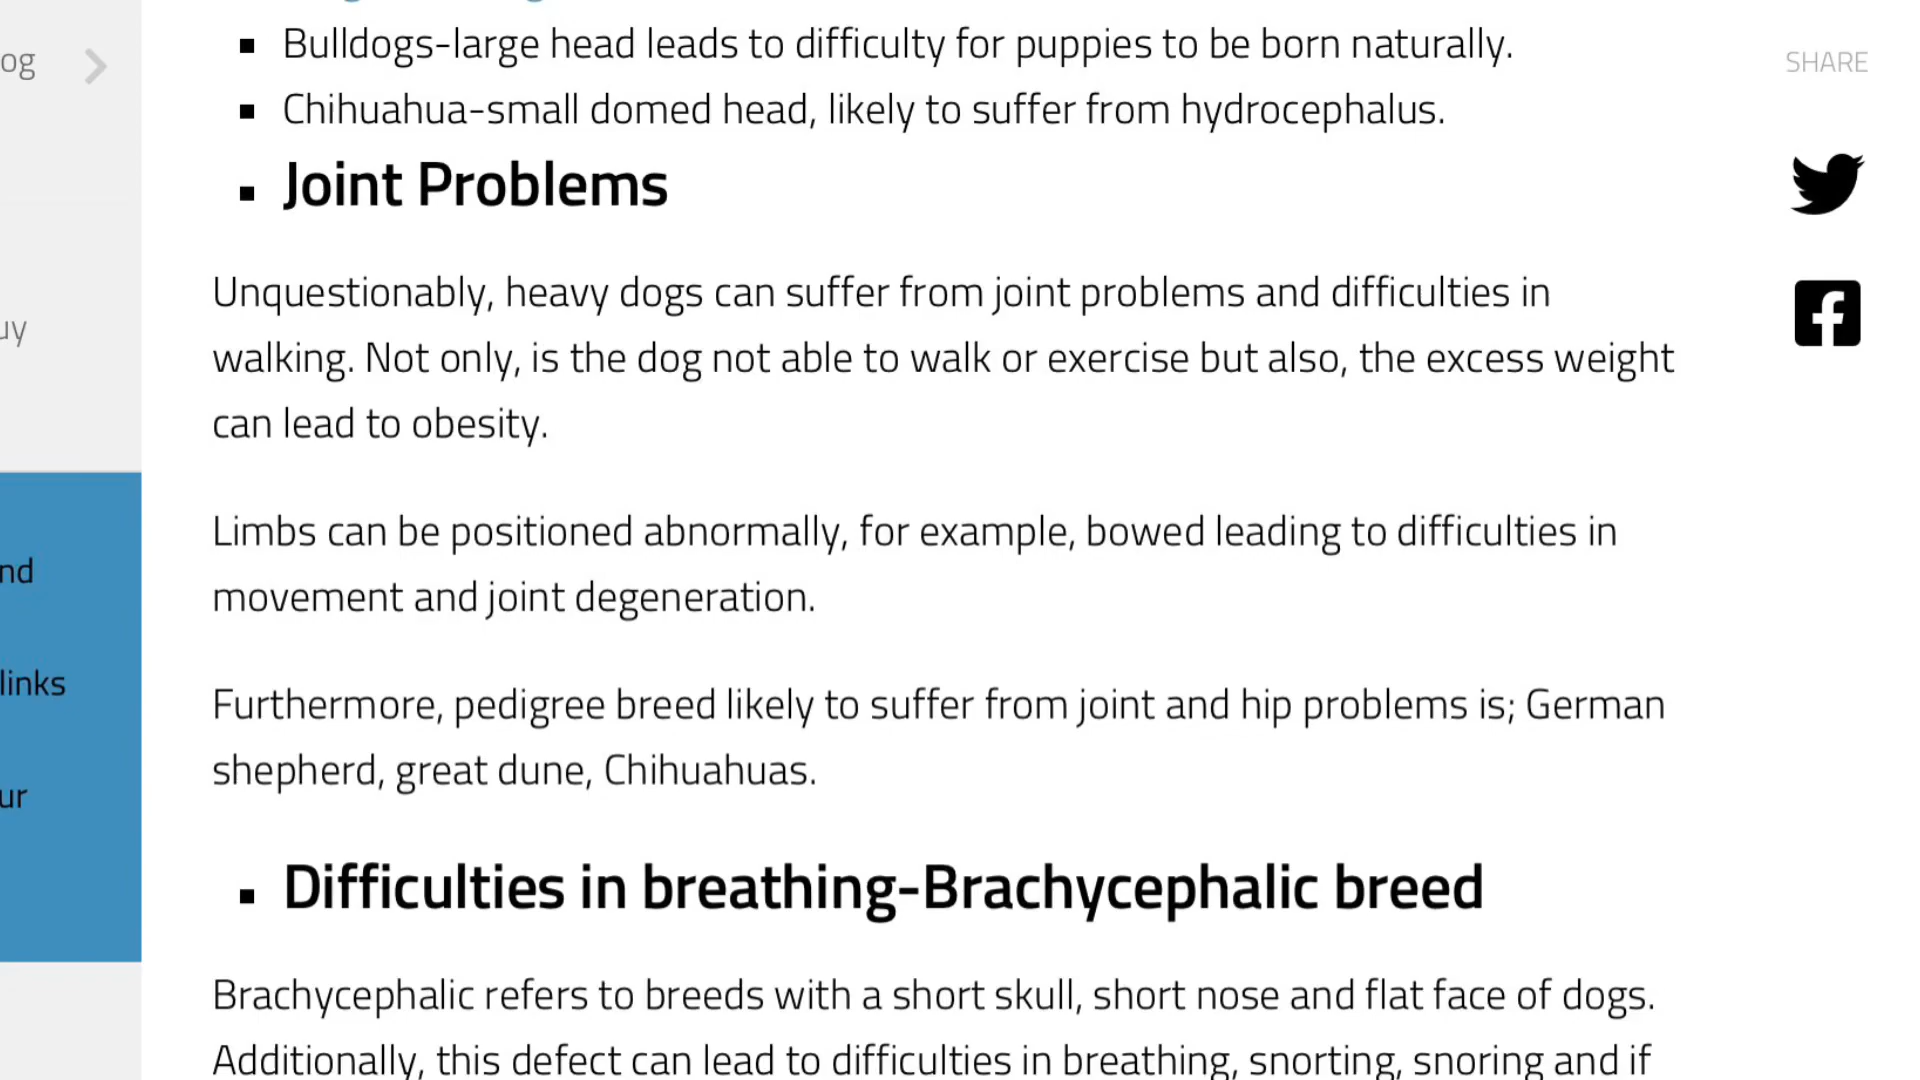 Bulldogs-large head leads to difficulty for puppies to be born naturally.
og
SHARE
Chihuahua-small domed head, likely to suffer from hydrocephalus.
Joint Problems
Unquestionably, heavy dogs can suffer from joint problems and difficulties in
uy
walking. Not only, is the dog not able to walk or exercise but also, the excess weight
can lead to obesity.
Limbs can be positioned abnormally, for example, bowed leading to difficulties in
nd
movement and joint degeneration.
links
Furthermore, pedigree breed likely to suffer from joint and hip problems is; German
shepherd, great dune, Chihuahuas.
ur
Difficulties in breathing-Brachycephalic breed
Brachycephalic refers to breeds with a short skull, short nose and flat face of dogs.
Additionally, this defect can lead to difficulties in breathing, snorting, snoring and if